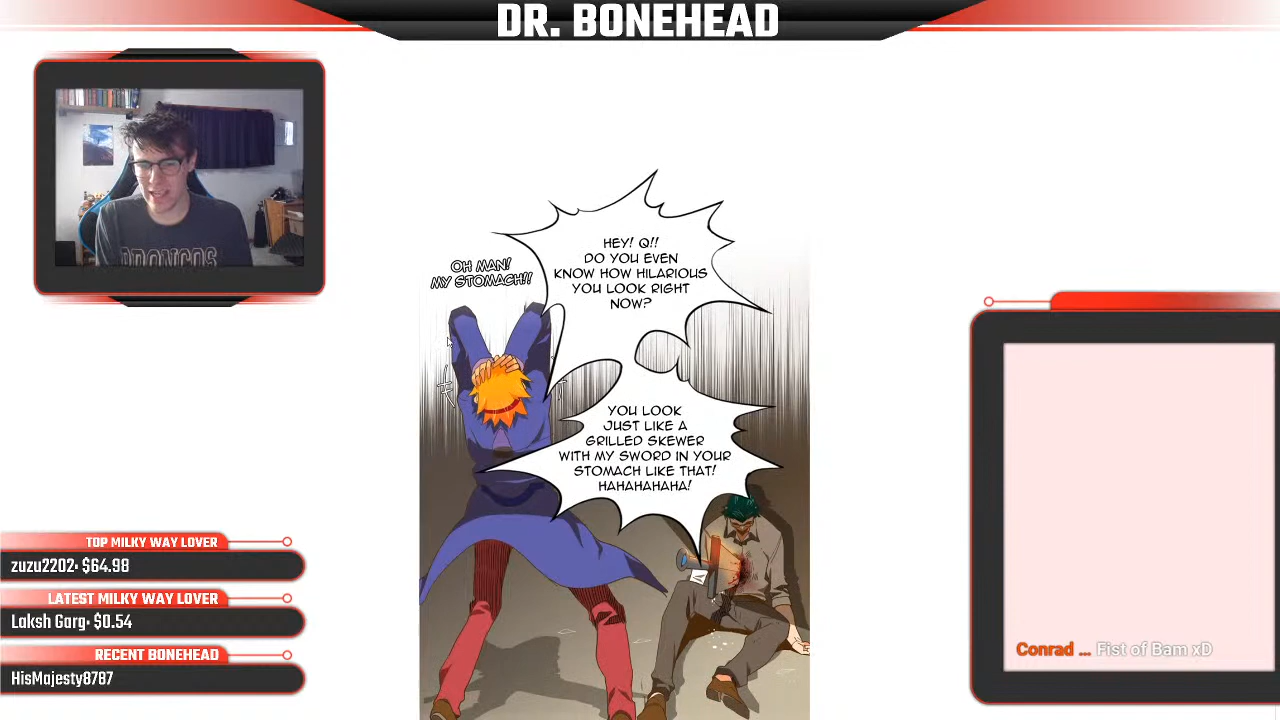 DR. BONEHEAD
BRONCOS
OH MAN!
MY STOMACH!!
HEY! Q!!
DO YOU EVEN
KNOW HOW HILARIOUS
YOU LOOK RIGHT
NOW?
YOU LOOK
JUST LIKE A
GRILLED SKEWER
WITH MY SWORD IN YOUR
STOMACH LIKE THAT!
HAHAHAHAHA!
TOP MILKY WAY LOVER
zuzu2202• $64.98
LATEST MILKY WAY LOVER
Laksh Garg• $0.54
RECENT BONEHEAD
HisMajesty8787
Conrad ... Fist of Bam xD